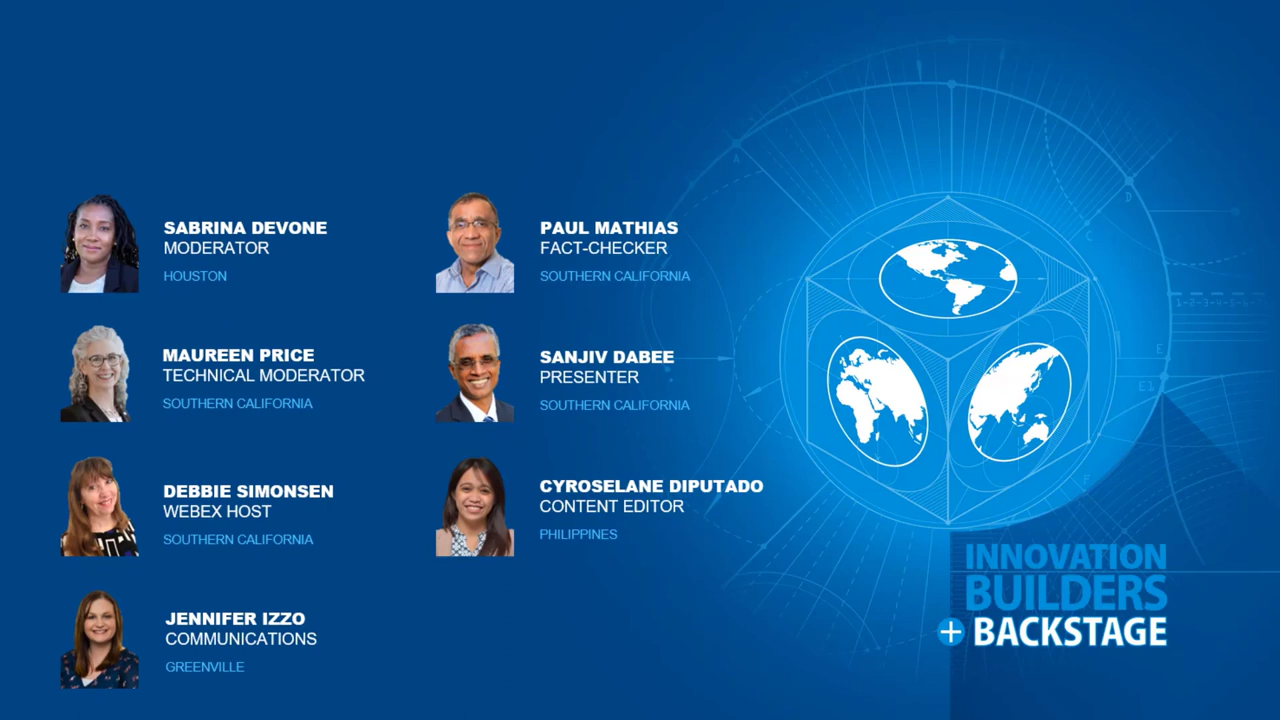 SABRINA DEVONE
MODERATOR
HOUSTON
MAUREEN PRICE
TECHNICAL MODERATOR
SOUTHERN CALIFORNIA
DEBBIE SIMONSEN
WEBEX HOST
SOUTHERN CALIFORNIA
JENNIFER IZZO
COMMUNICATIONS
GREENVILLE
PAUL MATHIAS
FACT-CHECKER
SOUTHERN CALIFORNIA
SANJIV DABEE
PRESENTER
SOUTHERN CALIFORNIA
CYROSELANE DIPUTADO
CONTENT EDITOR
PHILIPPINES
A
D
C
E
E1
F
INNOVATION
BUILDERS
+ BACKSTAGE